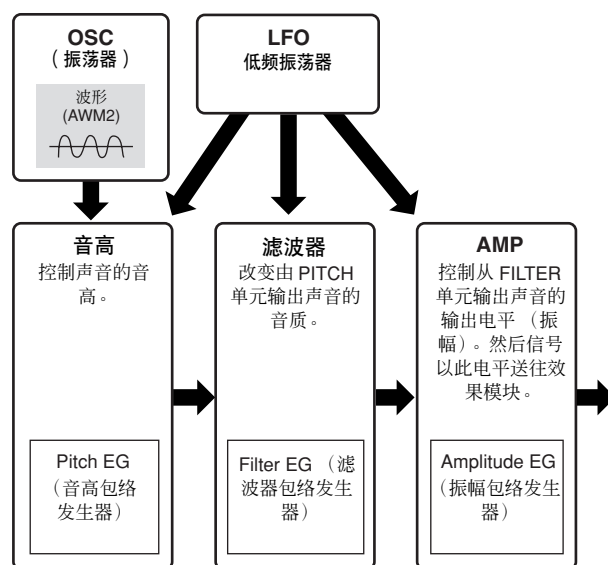 OSC
（振荡器）
波形
(AWM2)
LFO
低频振荡器
音高
控制声音的音
高。
Pitch EG
（音高包络
发生器）
滤波器
改变由 PITCH
单元输出声音的
音质。
Filter EG （滤
波器包络发生
器）
AMP
控制从 FILTER
单元输出声音的
输出电平 （振
幅）。然后信号
以此电平送往效
果模块。
Amplitude EG
（振幅包络发生
器）